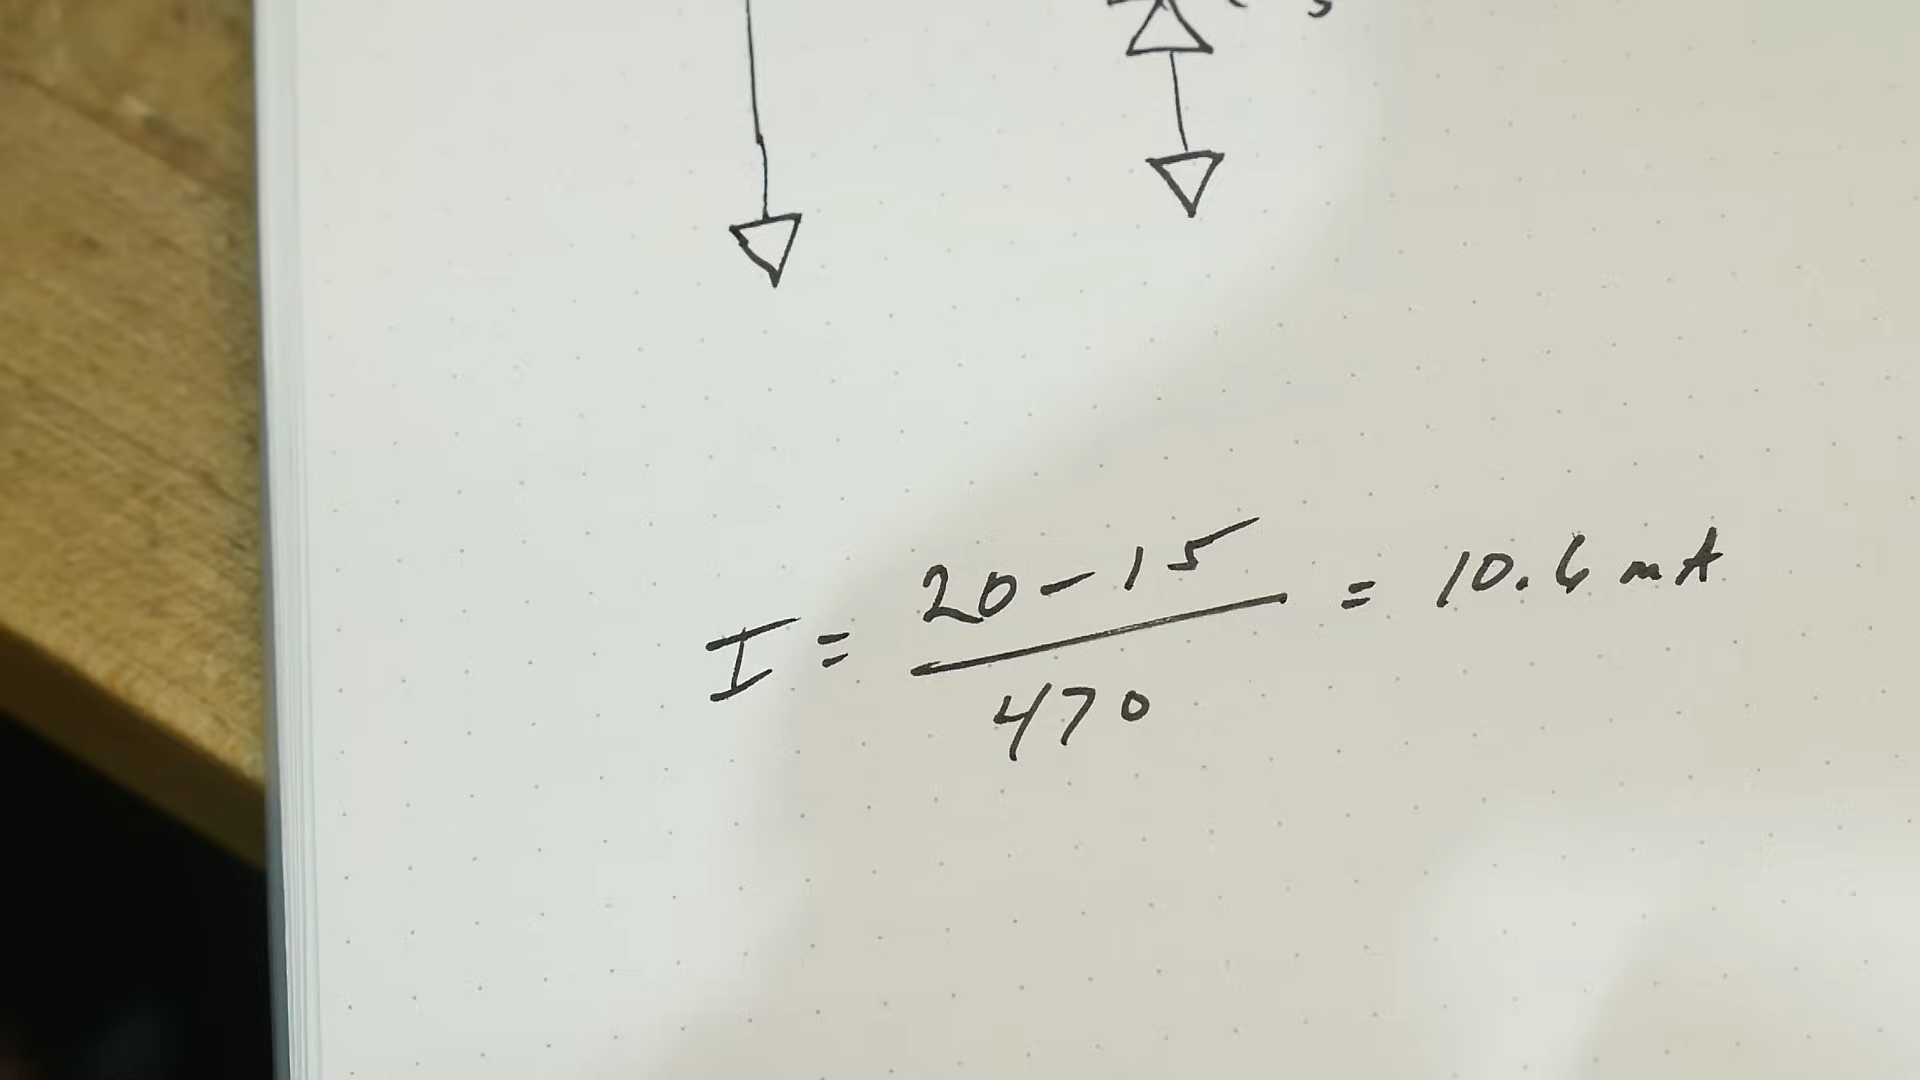 I = 20 - 15 / 470 = 10.6 mA